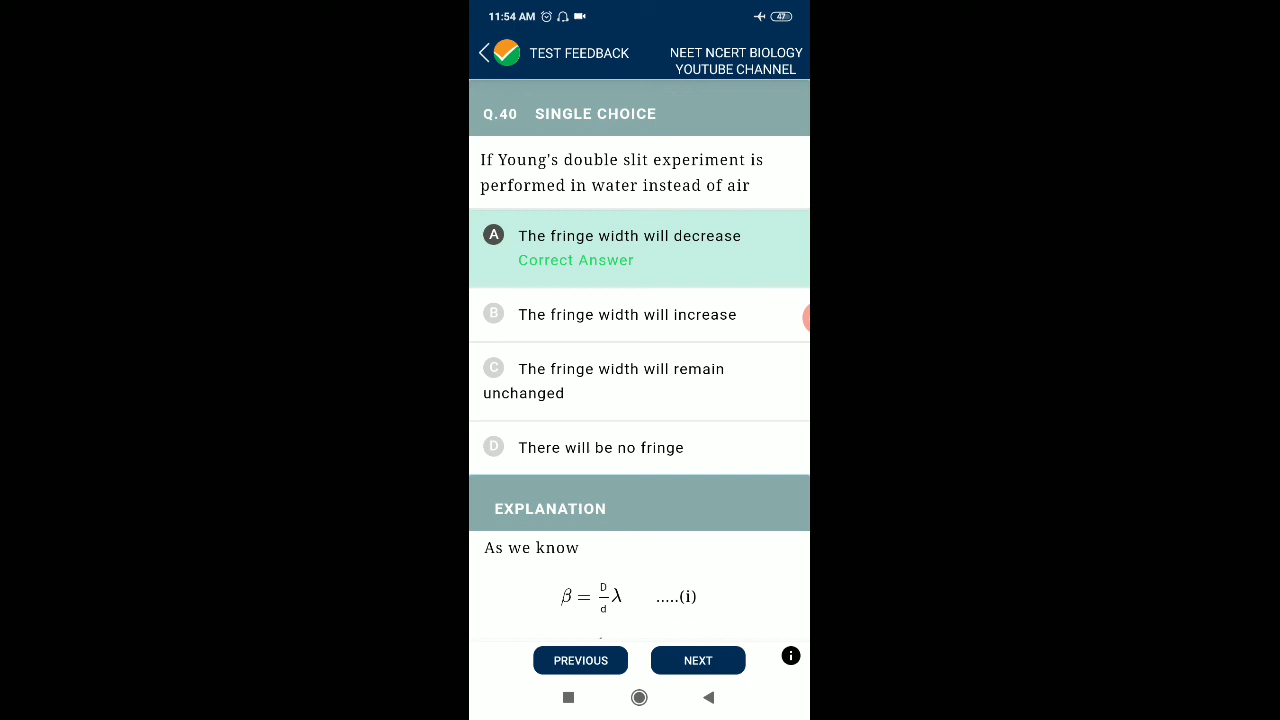 11:54 AM 47
TEST FEEDBACK
NEET NCERT BIOLOGY
YOUTUBE CHANNEL
Q.40 SINGLE CHOICE
If Young's double slit experiment is
performed in water instead of air
A The fringe width will decrease
Correct Answer
B The fringe width will increase
C The fringe width will remain
unchanged
D There will be no fringe
EXPLANATION
As we know
β = D/d λ .....(i)
PREVIOUS NEXT i